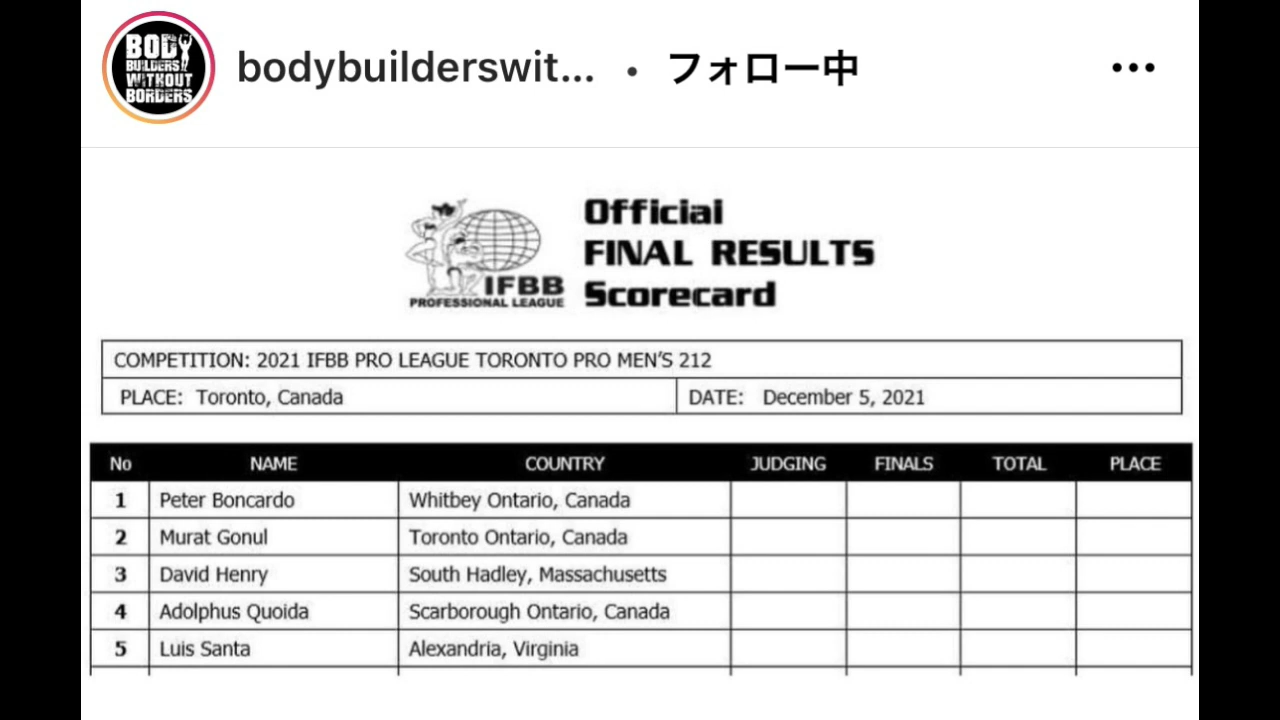 BODY
BUILDERS
WITHOUT
BORDERS
bodybuilderswit... • フォロー中
Official
FINAL RESULTS
Scorecard
IFBB
PROFESSIONAL LEAGUE
COMPETITION: 2021 IFBB PRO LEAGUE TORONTO PRO MEN'S 212
PLACE: Toronto, Canada DATE: December 5, 2021
No NAME COUNTRY JUDGING FINALS TOTAL PLACE
1 Peter Boncardo Whitbey Ontario, Canada
2 Murat Gonul Toronto Ontario, Canada
3 David Henry South Hadley, Massachusetts
4 Adolphus Quoida Scarborough Ontario, Canada
5 Luis Santa Alexandria, Virginia